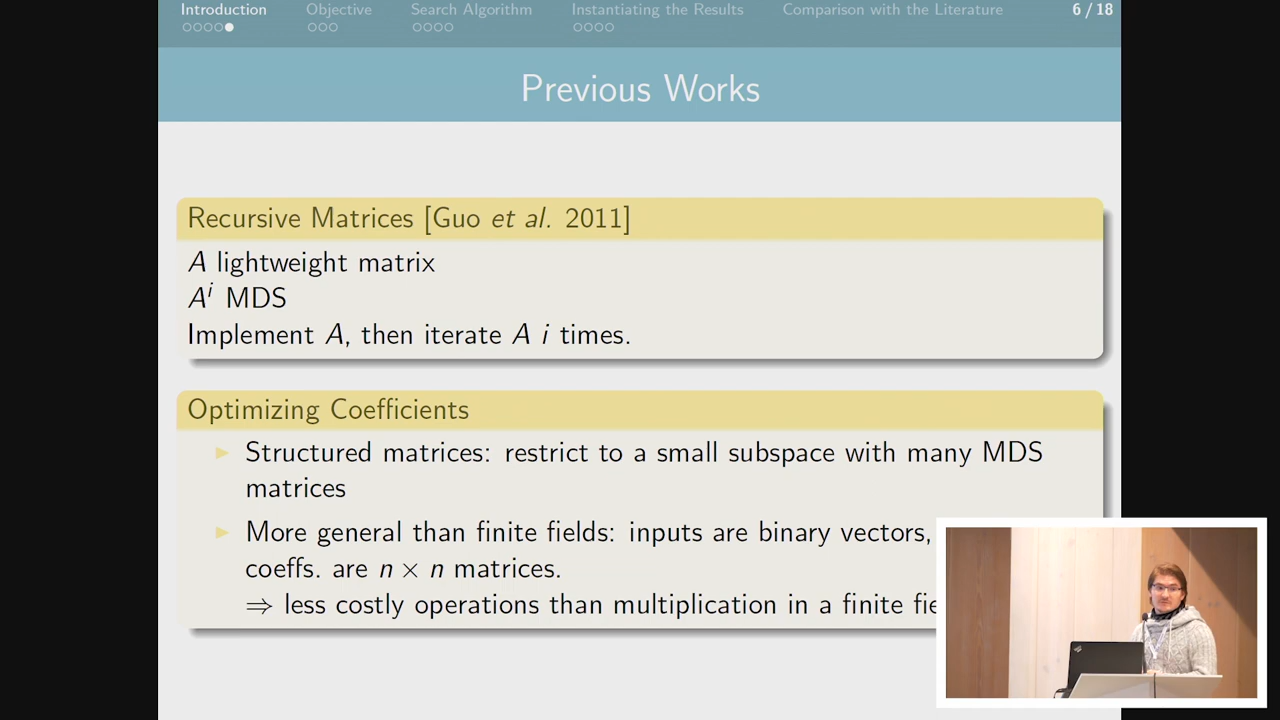 Introduction Objective Search Algorithm Instantiating the Results Comparison with the Literature 6 / 18
Previous Works
Recursive Matrices [Guo et al. 2011]
A lightweight matrix
Aⁱ MDS
Implement A, then iterate A i times.
Optimizing Coefficients
Structured matrices: restrict to a small subspace with many MDS
matrices
More general than finite fields: inputs are binary vectors,
coeffs. are n × n matrices.
⇒ less costly operations than multiplication in a finite